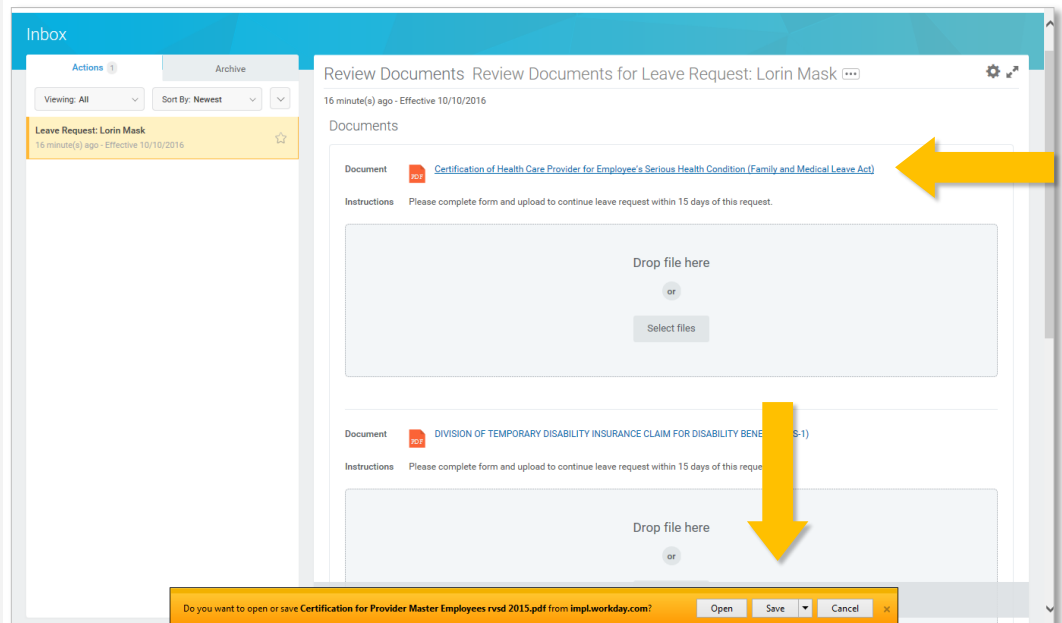 Inbox
Actions 1
Archive
Viewing: All
Sort By: Newest
Leave Request: Lorin Mask
16 minute(s) ago - Effective 10/10/2016
Review Documents Review Documents for Leave Request: Lorin Mask
16 minute(s) ago - Effective 10/10/2016
Documents
Document PDF Certification of Health Care Provider for Employee's Serious Health Condition (Family and Medical Leave Act)
Instructions Please complete form and upload to continue leave request within 15 days of this request.
Drop file here
or
Select files
Document PDF DIVISION OF TEMPORARY DISABILITY INSURANCE CLAIM FOR DISABILITY S-1)
Instructions Please complete form and upload to continue leave request within 15 days of this
Drop file here
or
Do you want to open or save Certification for Provider Master Employees rvsd 2015.pdf from impl.workday.com?
Open
Save
Cancel